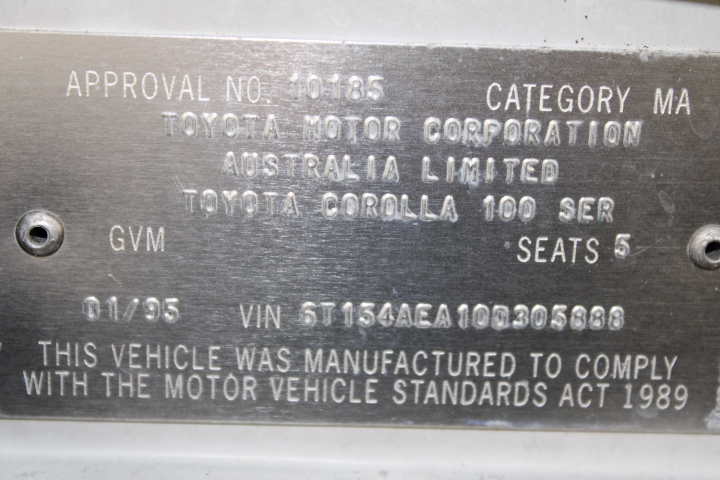 APPROVAL NO. 10185 CATEGORY MA
TOYOTA MOTOR CORPORATION
AUSTRALIA LIMITED
TOYOTA COROLLA 100 SER
GVM SEATS 5
01/95 VIN 6T154AEA100305888
THIS VEHICLE WAS MANUFACTURED TO COMPLY
WITH THE MOTOR VEHICLE STANDARDS ACT 1989